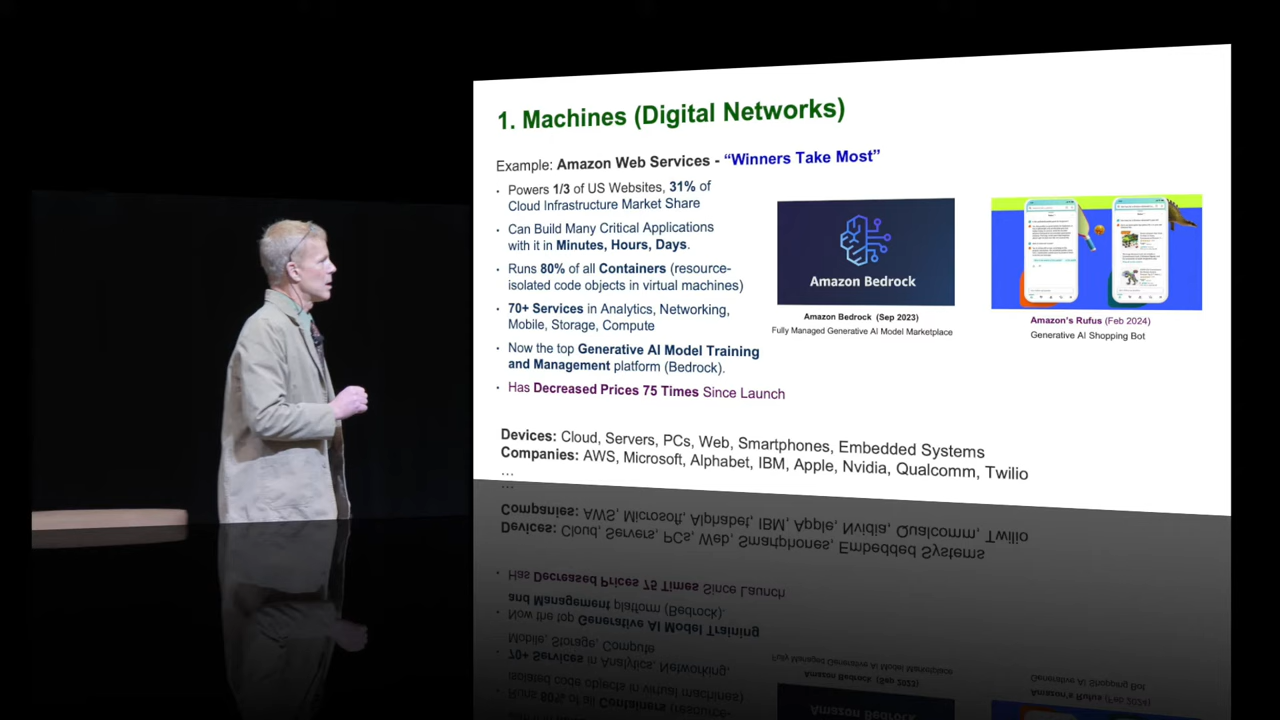 1. Machines (Digital Networks)
Example: Amazon Web Services - “Winners Take Most”
• Powers 1/3 of US Websites, 31% of
Cloud Infrastructure Market Share
• Can Build Many Critical Applications
with it in Minutes, Hours, Days.
• Runs 80% of all Containers (resource-
isolated code objects in virtual machines)
• 70+ Services in Analytics, Networking,
Mobile, Storage, Compute
• Now the top Generative AI Model Training
and Management platform (Bedrock).
• Has Decreased Prices 75 Times Since Launch
Amazon Bedrock
Amazon Bedrock (Sep 2023)
Fully Managed Generative AI Model Marketplace
Amazon's Rufus (Feb 2024)
Generative AI Shopping Bot
Devices: Cloud, Servers, PCs, Web, Smartphones, Embedded Systems
Companies: AWS, Microsoft, Alphabet, IBM, Apple, Nvidia, Qualcomm, Twilio
...